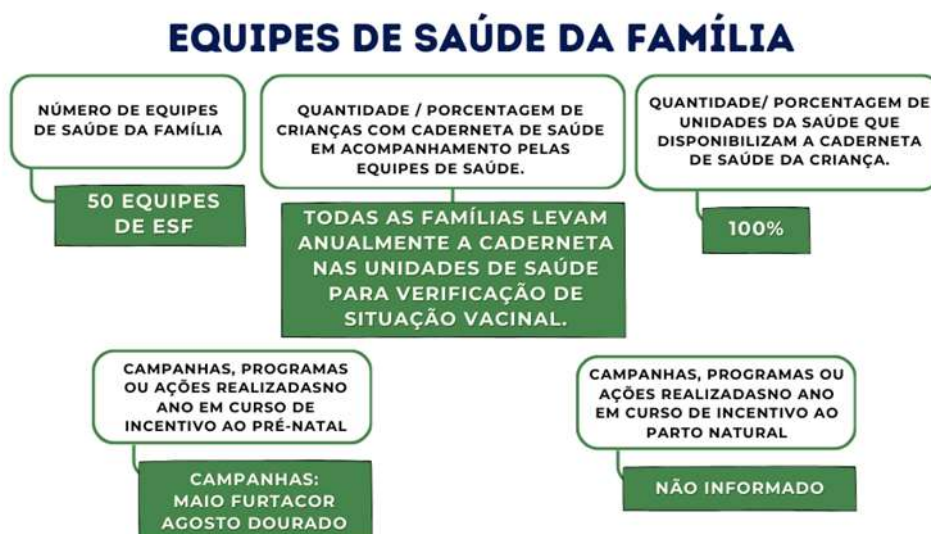 EQUIPES DE SAÚDE DA FAMÍLIA
NÚMERO DE EQUIPES
DE SAÚDE DA FAMÍLIA
50 EQUIPES
DE ESF
QUANTIDADE / PORCENTAGEM DE
CRIANÇAS COM CADERNETA DE SAÚDE
EM ACOMPANHAMENTO PELAS
EQUIPES DE SAÚDE.
TODAS AS FAMÍLIAS LEVAM
ANUALMENTE A CADERNETA
NAS UNIDADES DE SAÚDE
PARA VERIFICAÇÃO DE
SITUAÇÃO VACINAL.
QUANTIDADE/ PORCENTAGEM DE
UNIDADES DA SAÚDE QUE
DISPONIBILIZAM A CADERNETA
DE SAÚDE DA CRIANÇA.
100%
CAMPANHAS, PROGRAMAS
OU AÇÕES REALIZADASNO
ANO EM CURSO DE
INCENTIVO AO PRÉ-NATAL
CAMPANHAS:
MAIO FURTACOR
AGOSTO DOURADO
CAMPANHAS, PROGRAMAS OU
AÇÕES REALIZADASNO ANO
EM CURSO DE INCENTIVO AO
PARTO NATURAL
NÃO INFORMADO